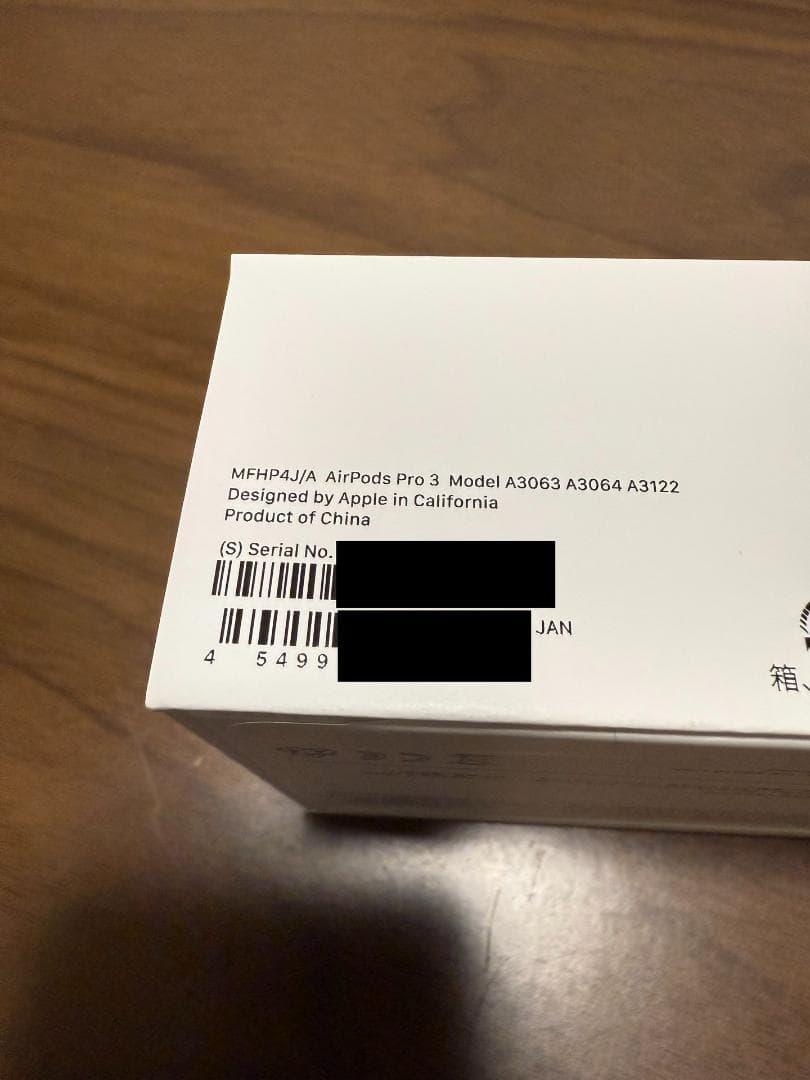 MFHP4J/A AirPods Pro 3 Model A3063 A3064 A3122
Designed by Apple in California
Product of China
(S) Serial No.
JAN
4 5499
箱、